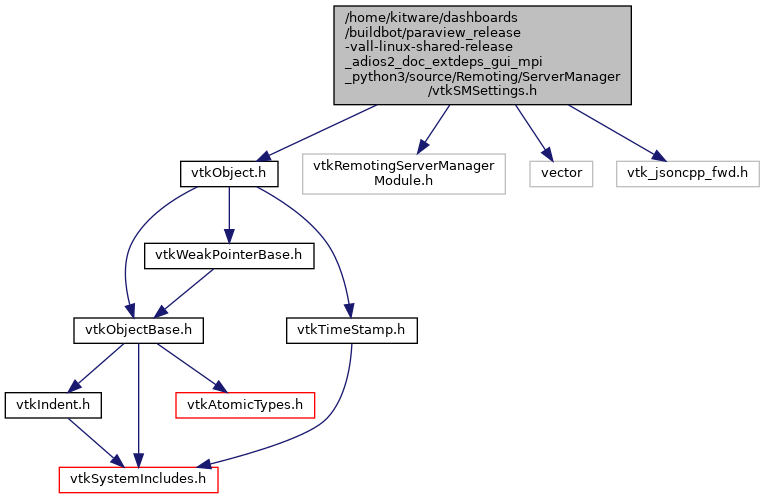 /home/kitware/dashboards
/buildbot/paraview_release
-vall-linux-shared-release
_adios2_doc_extdeps_gui_mpi
_python3/source/Remoting/ServerManager
/vtkSMSettings.h
vtkObject.h
vtkRemotingServerManager
Module.h
vector
vtk_jsoncpp_fwd.h
vtkWeakPointerBase.h
vtkObjectBase.h
vtkTimeStamp.h
vtkIndent.h
vtkAtomicTypes.h
vtkSystemIncludes.h